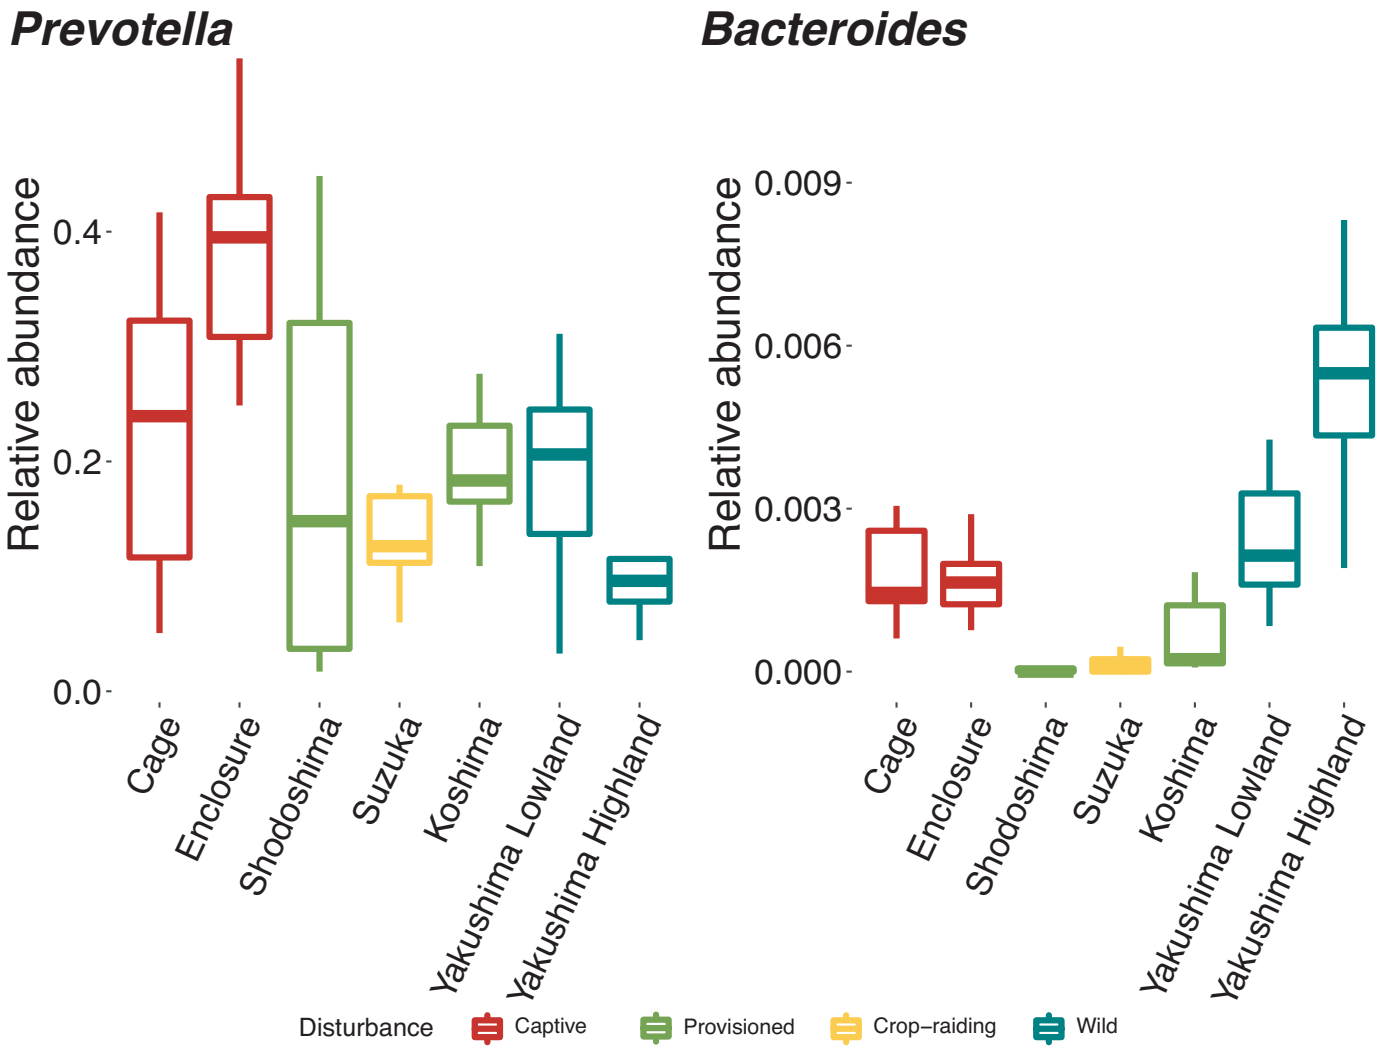 Prevotella
Bacteroides
Relative abundance
0.4
0.2
0.0
Cage
Enclosure
Shodoshima
Suzuka
Koshima
Yakushima Lowland
Yakushima Highland
Relative abundance
0.009
0.006
0.003
0.000
Cage
Enclosure
Shodoshima
Suzuka
Koshima
Yakushima Lowland
Yakushima Highland
Disturbance Captive Provisioned Crop−raiding Wild